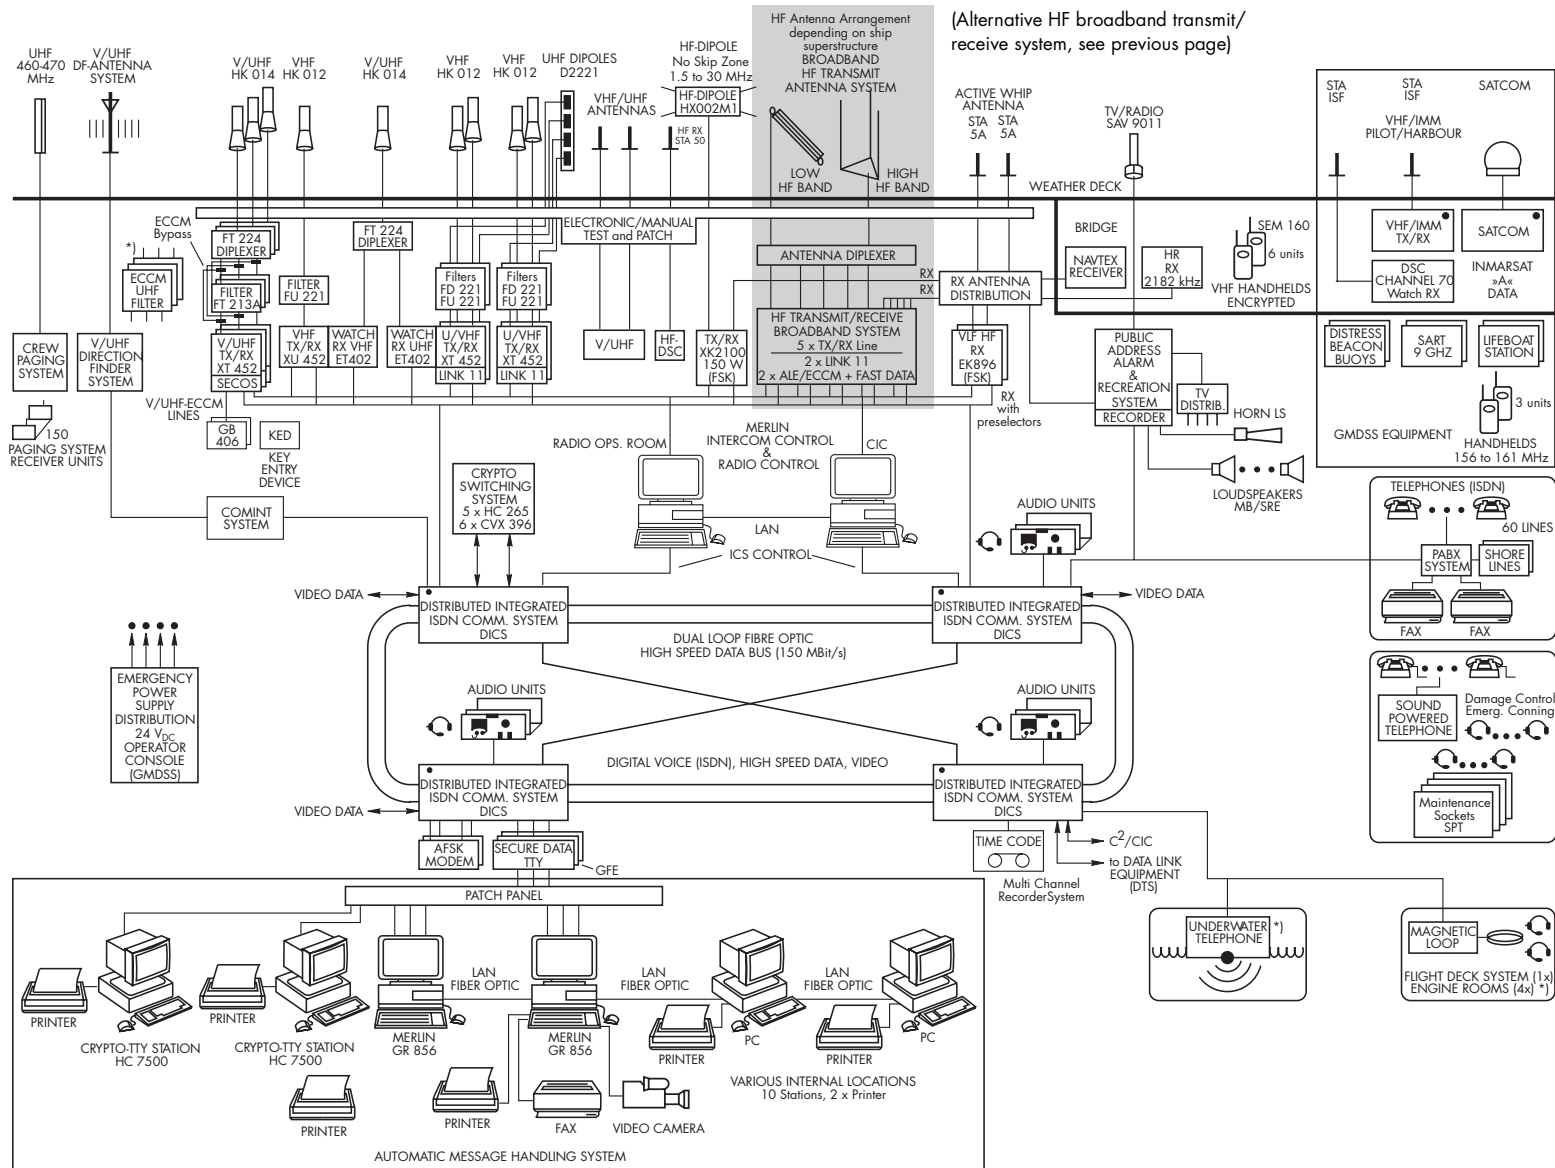 (Alternative HF broadband transmit/
receive system, see previous page)
UHF
460-470
MHz
V/UHF
DF-ANTENNA
SYSTEM
V/UHF
HK 014
VHF
HK 012
V/UHF
HK 014
VHF
HK 012
VHF
HK 012
UHF DIPOLES
D2221
VHF/UHF
ANTENNAS
HF-DIPOLE
No Skip Zone
1.5 to 30 MHz
HF-DIPOLE
HX002M1
HF RX
STA 50
HF Antenna Arrangement
depending on ship
superstructure
BROADBAND
HF TRANSMIT
ANTENNA SYSTEM
LOW
HF BAND
HIGH
HF BAND
ACTIVE WHIP
ANTENNA
STA
5A
STA
5A
TV/RADIO
SAV 9011
STA
ISF
STA
ISF
SATCOM
VHF/IMM
PILOT/HARBOUR
WEATHER DECK
ECCM
Bypass
*)
ECCM
UHF
FILTER
FT 224
DIPLEXER
FILTER
FT 213A
V/UHF
TX/RX
XT 452
SECOS
FILTER
FU 221
VHF
TX/RX
XU 452
WATCH
RX VHF
ET402
FT 224
DIPLEXER
WATCH
RX UHF
ET402
Filters
FD 221
FU 221
U/VHF
TX/RX
XT 452
LINK 11
Filters
FD 221
FU 221
U/VHF
TX/RX
XT 452
LINK 11
ELECTRONIC/MANUAL
TEST and PATCH
V/UHF
HF-
DSC
TX/RX
XK2100
150 W
(FSK)
ANTENNA DIPLEXER
HF TRANSMIT/RECEIVE
BROADBAND SYSTEM
5 x TX/RX Line
2 x LINK 11
2 x ALE/ECCM + FAST DATA
RX
RX
RX ANTENNA
DISTRIBUTION
VLF HF
RX
EK896
(FSK)
RX
with
preselectors
BRIDGE
NAVTEX
RECEIVER
HR
RX
2182 kHz
SEM 160
6 units
VHF HANDHELDS
ENCRYPTED
VHF/IMM
TX/RX
SATCOM
DSC
CHANNEL 70
Watch RX
INMARSAT
»A«
DATA
DISTRESS
BEACON
BUOYS
SART
9 GHZ
LIFEBOAT
STATION
3 units
GMDSS EQUIPMENT
HANDHELDS
156 to 161 MHz
CREW
PAGING
SYSTEM
V/UHF
DIRECTION
FINDER
SYSTEM
150
PAGING SYSTEM
RECEIVER UNITS
V/UHF-ECCM
LINES
GB
406
KED
KEY
ENTRY
DEVICE
COMINT
SYSTEM
PUBLIC
ADDRESS
ALARM
&
RECREATION
SYSTEM
RECORDER
TV
DISTRIB.
HORN LS
LOUDSPEAKERS
MB/SRE
RADIO OPS. ROOM
MERLIN
INTERCOM CONTROL
&
RADIO CONTROL
CIC
CRYPTO
SWITCHING
SYSTEM
5 x HC 265
6 x CVX 396
LAN
ICS CONTROL
AUDIO UNITS
TELEPHONES (ISDN)
60 LINES
PABX
SYSTEM
SHORE
LINES
FAX
FAX
VIDEO DATA
DISTRIBUTED INTEGRATED
ISDN COMM. SYSTEM
DICS
DISTRIBUTED INTEGRATED
ISDN COMM. SYSTEM
DICS
VIDEO DATA
DUAL LOOP FIBRE OPTIC
HIGH SPEED DATA BUS (150 MBit/s)
EMERGENCY
POWER
SUPPLY
DISTRIBUTION
24 VDC
OPERATOR
CONSOLE
(GMDSS)
AUDIO UNITS
AUDIO UNITS
SOUND
POWERED
TELEPHONE
Damage Control
Emerg. Conning
Maintenance
Sockets
SPT
DIGITAL VOICE (ISDN), HIGH SPEED DATA, VIDEO
VIDEO DATA
DISTRIBUTED INTEGRATED
ISDN COMM. SYSTEM
DICS
DISTRIBUTED INTEGRATED
ISDN COMM. SYSTEM
DICS
AFSK
MODEM
SECURE DATA
TTY
GFE
TIME CODE
Multi Channel
RecorderSystem
C2/CIC
to DATA LINK
EQUIPMENT
(DTS)
PATCH PANEL
UNDERWATER
TELEPHONE
*)
MAGNETIC
LOOP
FLIGHT DECK SYSTEM (1x)
ENGINE ROOMS (4x) *)
LAN
FIBER OPTIC
LAN
FIBER OPTIC
LAN
FIBER OPTIC
PRINTER
CRYPTO-TTY STATION
HC 7500
PRINTER
CRYPTO-TTY STATION
HC 7500
MERLIN
GR 856
MERLIN
GR 856
PRINTER
PC
PRINTER
PC
VARIOUS INTERNAL LOCATIONS
10 Stations, 2 x Printer
PRINTER
PRINTER
FAX
VIDEO CAMERA
AUTOMATIC MESSAGE HANDLING SYSTEM